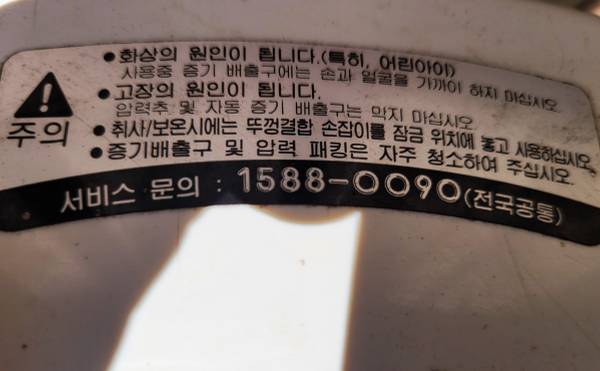 주의
●화상의 원인이 됩니다.(특히, 어린아이)
사용중 증기 배출구에는 손과 얼굴을 가까이 하지 마십시오.
●고장의 원인이 됩니다.
압력추 및 자동 증기 배출구는 막지 마십시오.
●취사/보온시에는 뚜껑결합 손잡이를 잠금 위치에 놓고 사용하십시오.
●증기배출구 및 압력 패킹은 자주 청소하여 주십시오.
서비스 문의 : 1588-0090(전국공통)